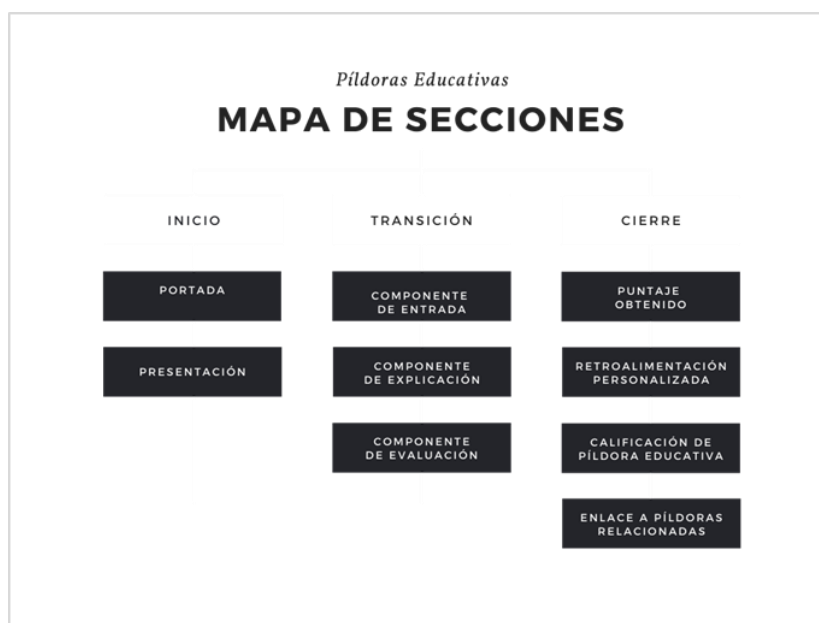 Píldoras Educativas
MAPA DE SECCIONES
INICIO
PORTADA
PRESENTACIÓN
TRANSICIÓN
COMPONENTE
DE ENTRADA
COMPONENTE
DE EXPLICACIÓN
COMPONENTE
DE EVALUACIÓN
CIERRE
PUNTAJE
OBTENIDO
RETROALIMENTACIÓN
PERSONALIZADA
CALIFICACIÓN DE
PÍLDORA EDUCATIVA
ENLACE A PÍLDORAS
RELACIONADAS